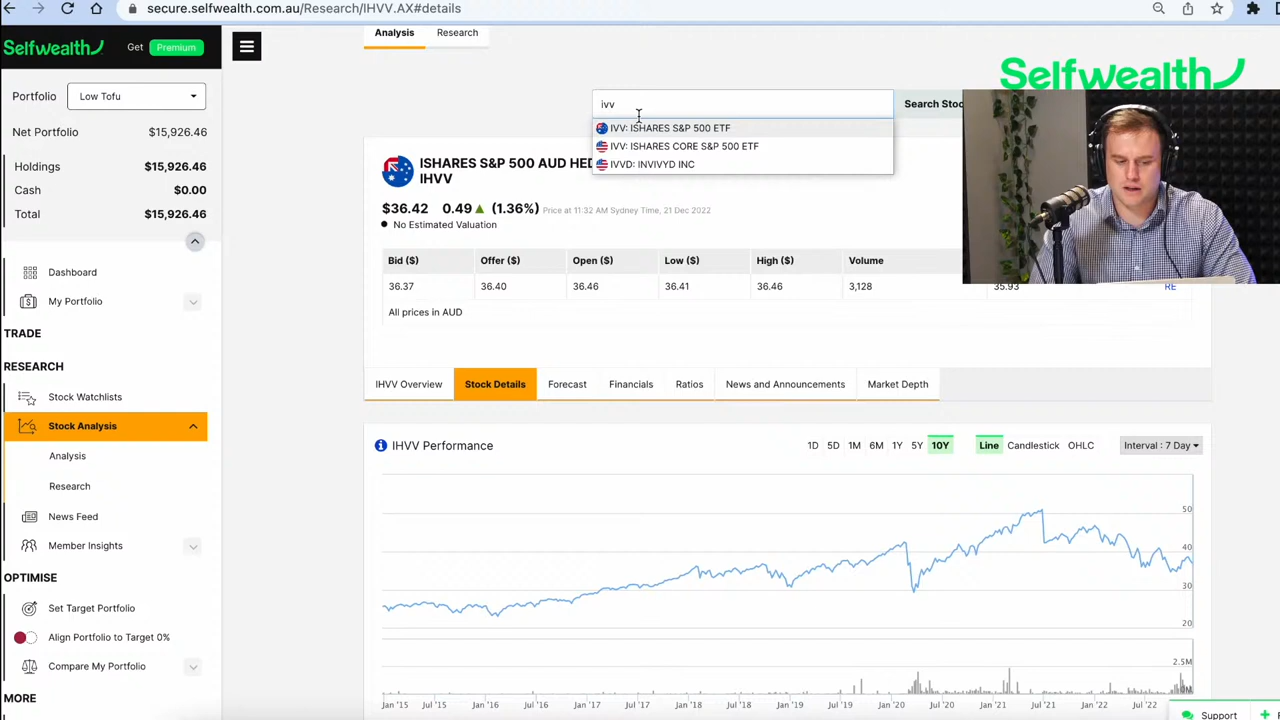 secure.selfwealth.com.au/Research/IHVV.AX#details
Selfwealth
Get Premium
Portfolio
Low Tofu
Net Portfolio $15,926.46
Holdings $15,926.46
Cash $0.00
Total $15,926.46
Dashboard
My Portfolio
TRADE
RESEARCH
Stock Watchlists
Stock Analysis
Analysis
Research
News Feed
Member Insights
OPTIMISE
Set Target Portfolio
Align Portfolio to Target 0%
Compare My Portfolio
MORE
Analysis Research
Selfwealth
ivv
Search
IVV: ISHARES S&P 500 ETF
IVV: ISHARES CORE S&P 500 ETF
IVVD: INVIVYD INC
ISHARES S&P 500 AUD
IHVV
$36.42 0.49 (1.36%) Price at 11:32 AM Sydney Time, 21 Dec 2022
No Estimated Valuation
Bid ($) Offer ($) Open ($) Low ($) High ($) Volume
36.37 36.40 36.46 36.41 36.46 3,128 35.93 RE
All prices in AUD
IHVV Overview Stock Details Forecast Financials Ratios News and Announcements Market Depth
IHVV Performance
1D 5D 1M 6M 1Y 5Y 10Y Line Candlestick OHLC Interval : 7 Day
50
40
30
20
2.5M
Jan '15 Jul '15 Jan '16 Jul '16 Jan '17 Jul '17 Jan '18 Jul '18 Jan '19 Jul '19 Jan '20 Jul '20 Jan '21 Jul '21 Jan '22 Jul '22
Support